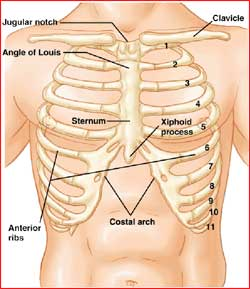 Jugular notch
Clavicle
Angle of Louis
1
2
3
4
Sternum
Xiphoid
process
5
6
7
8
Anterior
ribs
Costal arch
9
10
11